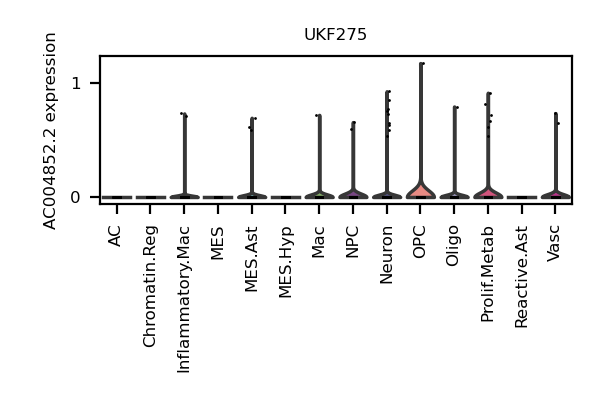 UKF275
AC004852.2 expression
1
0
AC
Chromatin.Reg
Inflammatory.Mac
MES
MES.Ast
MES.Hyp
Mac
NPC
Neuron
OPC
Oligo
Prolif.Metab
Reactive.Ast
Vasc